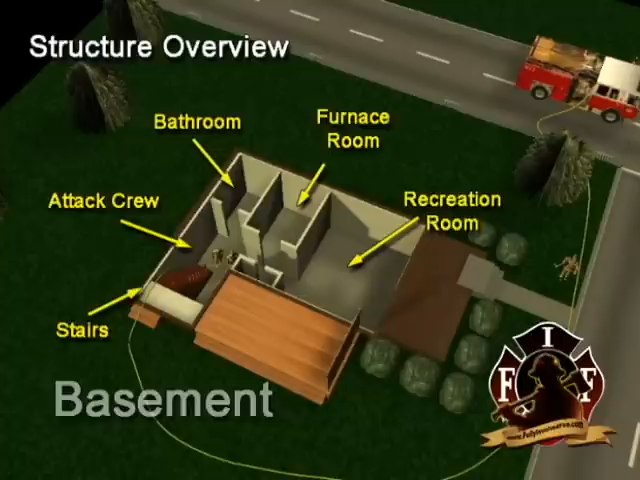 Structure Overview
Bathroom
Furnace
Room
Attack Crew
Recreation
Room
Stairs
Basement
I
F
F